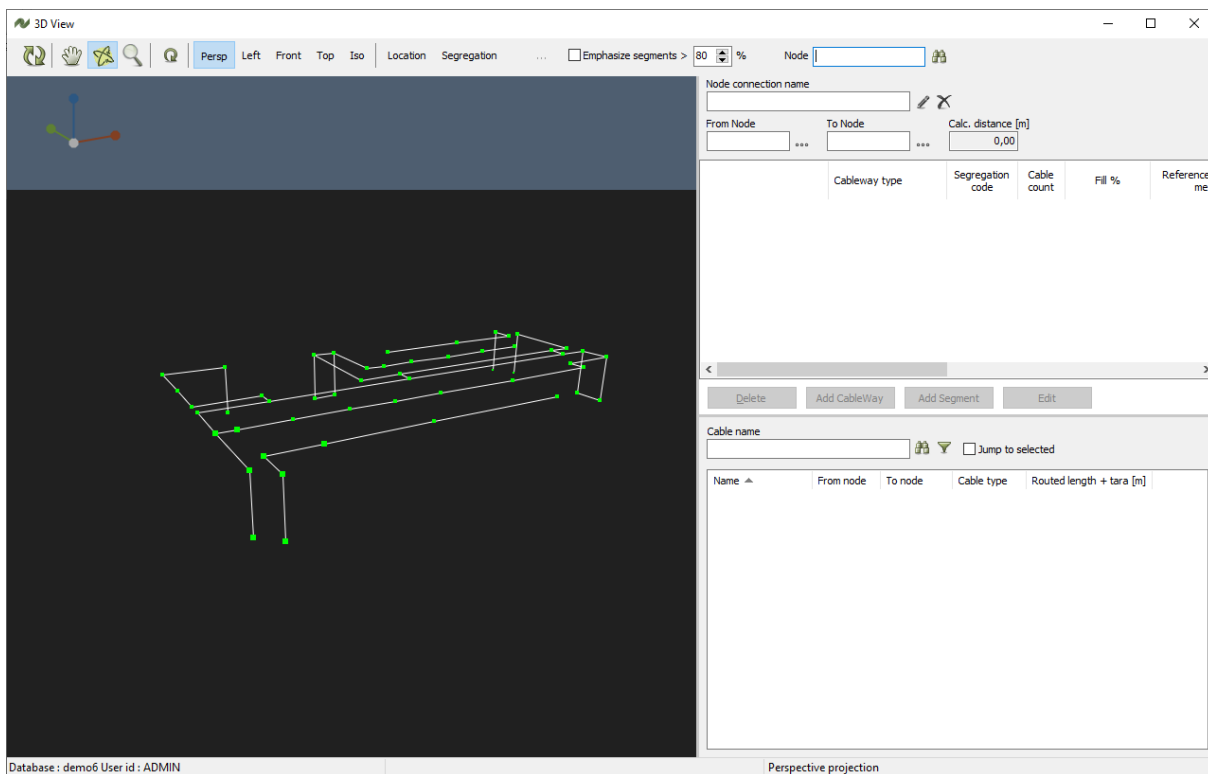 3D View
Persp Left Front Top Iso Location Segregation ... Emphasize segments > 80 % Node
Node connection name
From Node To Node Calc. distance [m]
0,00
Cableway type Segregation code Cable count Fill % Reference me
Delete Add CableWay Add Segment Edit
Cable name
Jump to selected
Name From node To node Cable type Routed length + tara [m]
Database : demo6 User id : ADMIN Perspective projection